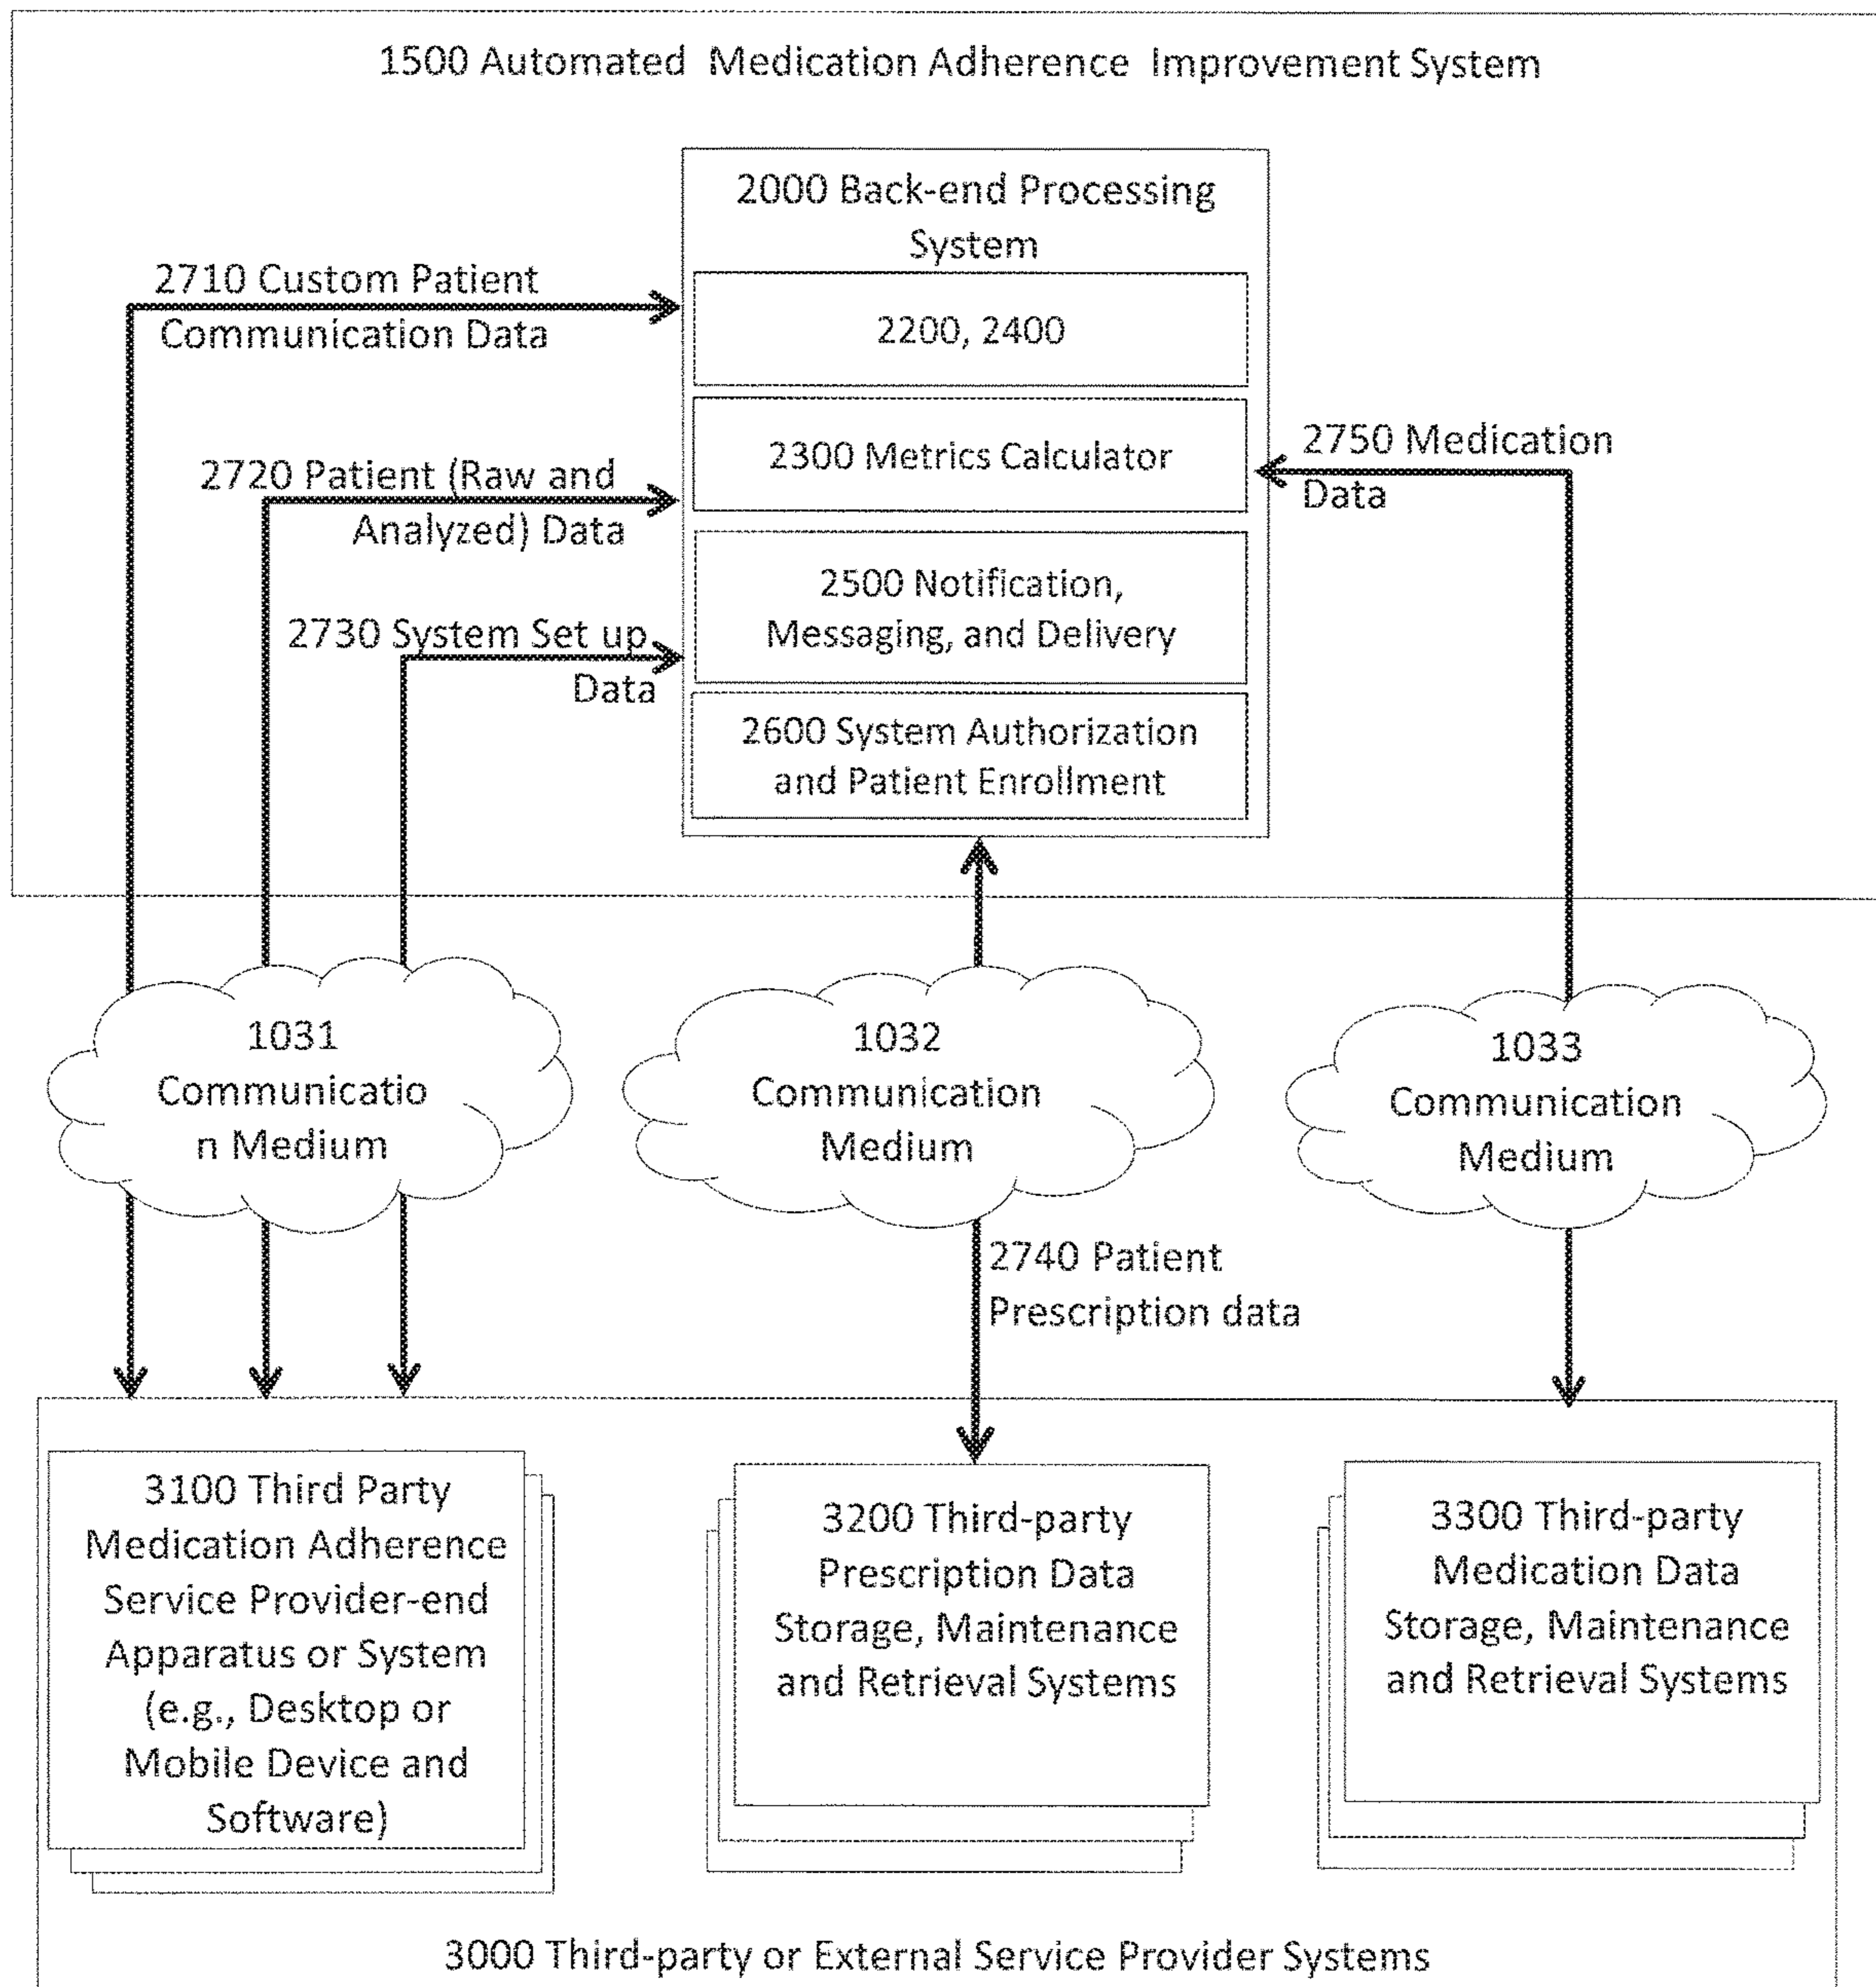 1500 Automated Medication Adherence Improvement System
2000 Back-end Processing
System
2710 Custom Patient
Communication Data
2200, 2400
2300 Metrics Calculator
2750 Medication
Data
2720 Patient (Raw and
Analyzed) Data
2500 Notification,
Messaging, and Delivery
2730 System Set up
Data
2600 System Authorization
and Patient Enrollment
1031
Communicatio
n Medium
1032
Communication
Medium
1033
Communication
Medium
2740 Patient
Prescription data
3100 Third Party
Medication Adherence
Service Provider-end
Apparatus or System
(e.g., Desktop or
Mobile Device and
Software)
3200 Third-party
Prescription Data
Storage, Maintenance
and Retrieval Systems
3300 Third-party
Medication Data
Storage, Maintenance
and Retrieval Systems
3000 Third-party or External Service Provider Systems